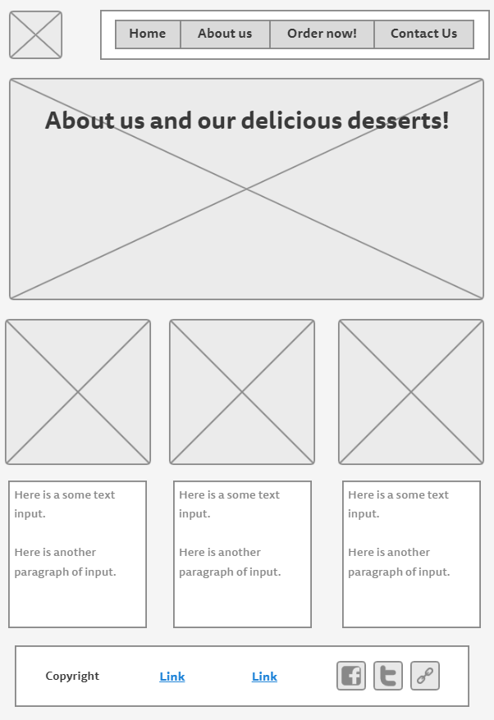 Home About us Order now! Contact Us
About us and our delicious desserts!
Here is a some text
input.
Here is another
paragraph of input.
Here is a some text
input.
Here is another
paragraph of input.
Here is a some text
input.
Here is another
paragraph of input.
Copyright Link Link